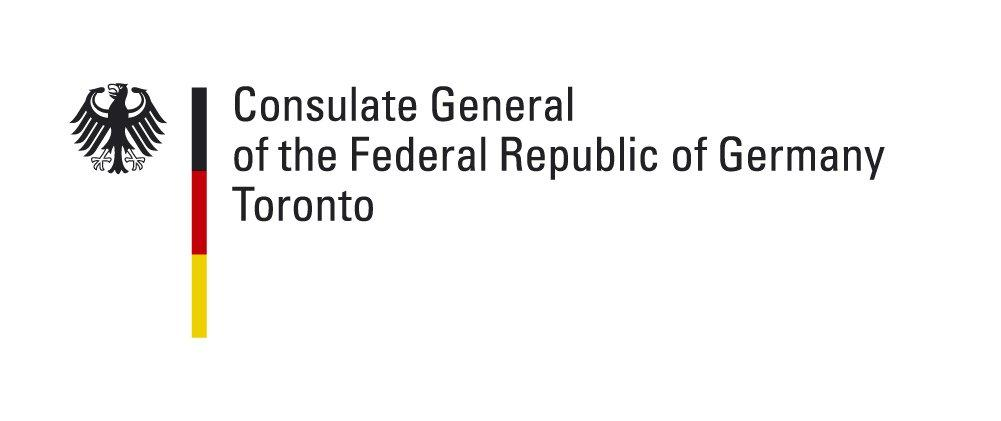 Consulate General
of the Federal Republic of Germany
Toronto